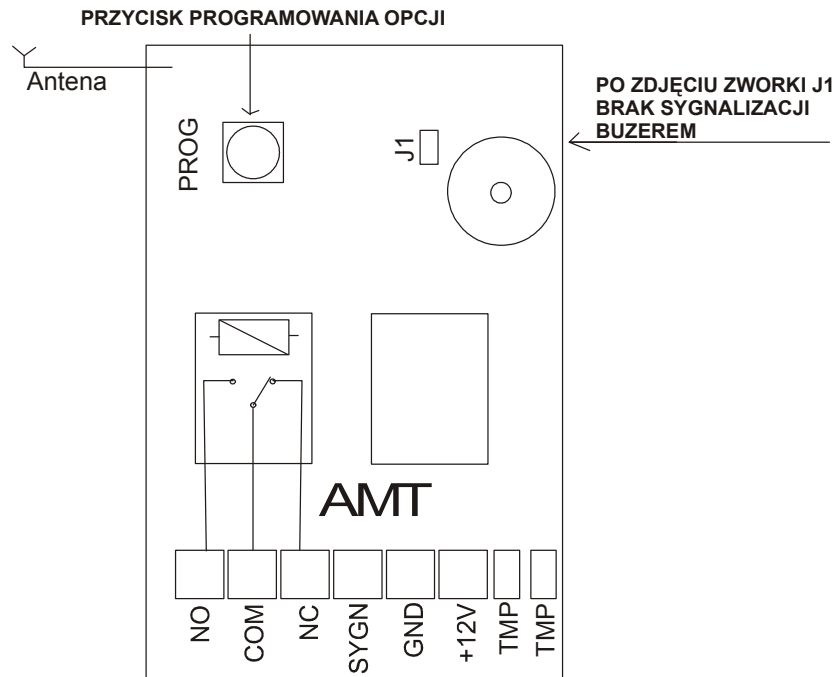 PRZYCISK PROGRAMOWANIA OPCJI
Antena
PO ZDJĘCIU ZWORKI J1
BRAK SYGNALIZACJI
BUZEREM
PROG
J1
AMT
NO
COM
NC
SYGN
GND
+12V
TMP
TMP